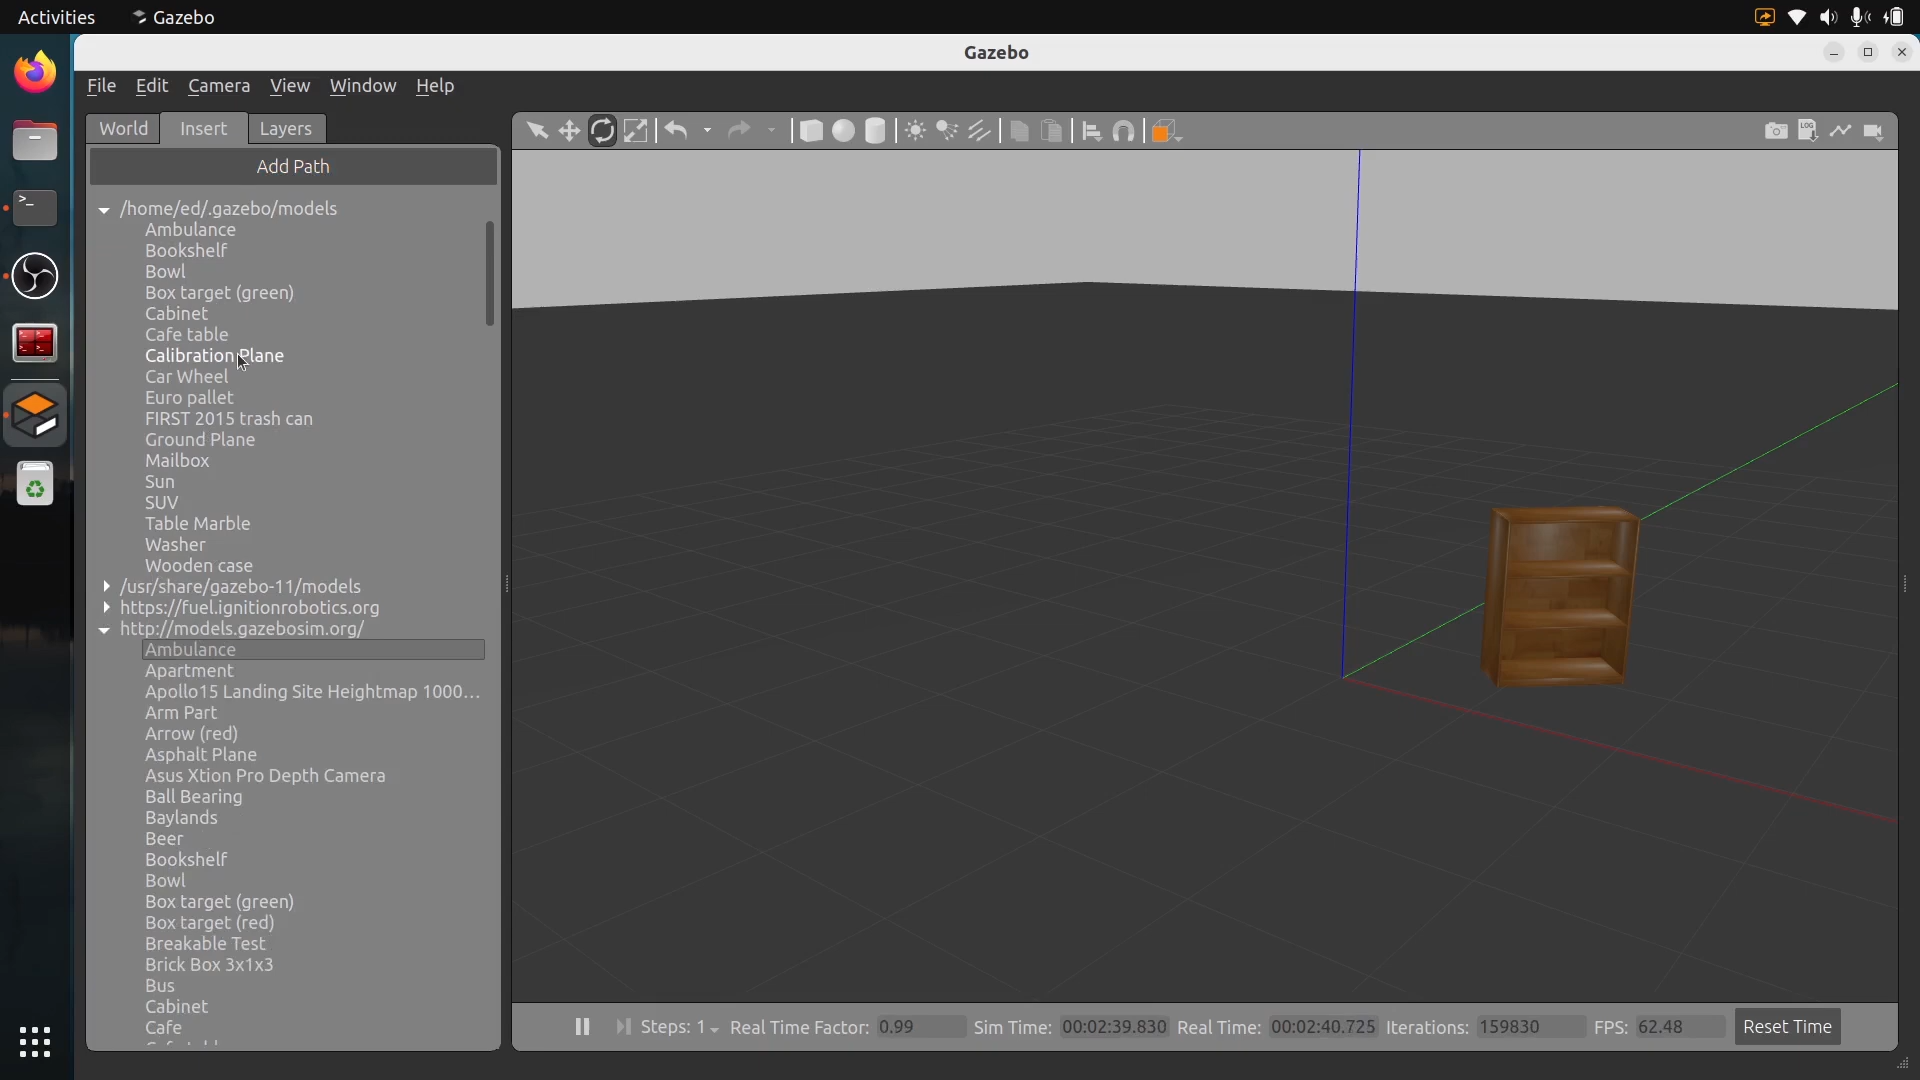 Activities
Gazebo
Gazebo
File Edit Camera View Window Help
World Insert Layers
Add Path
/home/ed/.gazebo/models
Ambulance
Bookshelf
Bowl
Box target (green)
Cabinet
Cafe table
Calibration Plane
Car Wheel
Euro pallet
FIRST 2015 trash can
Ground Plane
Mailbox
Sun
SUV
Table Marble
Washer
Wooden case
/usr/share/gazebo-11/models
https://fuel.ignitionrobotics.org
http://models.gazebosim.org/
Ambulance
Apartment
Apollo15 Landing Site Heightmap 1000...
Arm Part
Arrow (red)
Asphalt Plane
Asus Xtion Pro Depth Camera
Ball Bearing
Baylands
Beer
Bookshelf
Bowl
Box target (green)
Box target (red)
Breakable Test
Brick Box 3x1x3
Bus
Cabinet
Cafe
LOG
Steps: 1 Real Time Factor: 0.99 Sim Time: 00:02:39.830 Real Time: 00:02:40.725 Iterations: 159830 FPS: 62.48 Reset Time